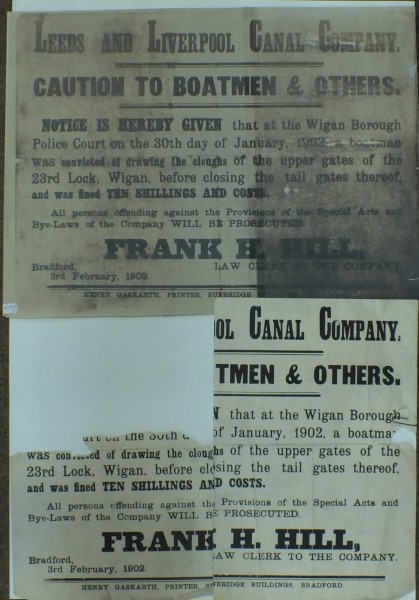 LEEDS AND LIVERPOOL CANAL COMPANY.
CAUTION TO BOATMEN & OTHERS.
NOTICE IS HEREBY GIVEN that at the Wigan Borough
Police Court on the 30th day of January, 1902, a boatman
was convicted of drawing the cloughs of the upper gates of the
23rd Lock, Wigan, before closing the tail gates thereof,
and was fined TEN SHILLINGS AND COSTS.
All persons offending against the Provisions of the Special Acts and
Bye-Laws of the Company WILL BE PROSECUTED.
FRANK H. HILL,
Bradford, LAW CLERK TO THE COMPANY.
3rd February, 1902.
HENRY GASKARTH, PRINTER, SUNBRIDGE
OL CANAL COMPANY.
TMEN & OTHERS.
N that at the Wigan Borough
urt on the 30th d of January, 1902, a boatma
was convicted of drawing the cloughs of the upper gates of the
23rd Lock, Wigan, before closing the tail gates thereof,
and was fined TEN SHILLINGS AND COSTS.
All persons offending against the Provisions of the Special Acts and
Bye-Laws of the Company WILL BE PROSECUTED.
FRANK H. HILL,
Bradford, LAW CLERK TO THE COMPANY.
3rd February, 1902.
HENRY GASKARTH, PRINTER, SUNBRIDGE BUILDINGS, BRADFORD.